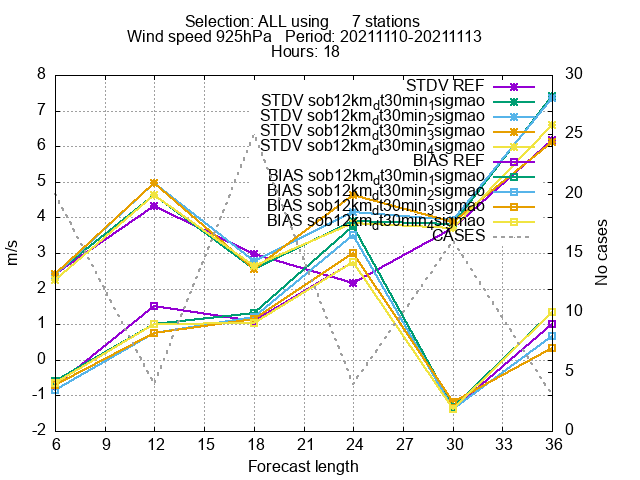 Selection: ALL using 7 stations
Wind speed 925hPa Period: 20211110-20211113
Hours: 18
8
7
6
5
4
3
2
1
0
-1
-2
m/s
STDV REF
STDV sob12km_dt30min_1sigmao
STDV sob12km_dt30min_2sigmao
STDV sob12km_dt30min_3sigmao
STDV sob12km_dt30min_4sigmao
BIAS REF
BIAS sob12km_dt30min_1sigmao
BIAS sob12km_dt30min_2sigmao
BIAS sob12km_dt30min_3sigmao
BIAS sob12km_dt30min_4sigmao
CASES
30
25
20
15
10
5
0
No cases
6 9 12 15 18 21 24 27 30 33 36
Forecast length